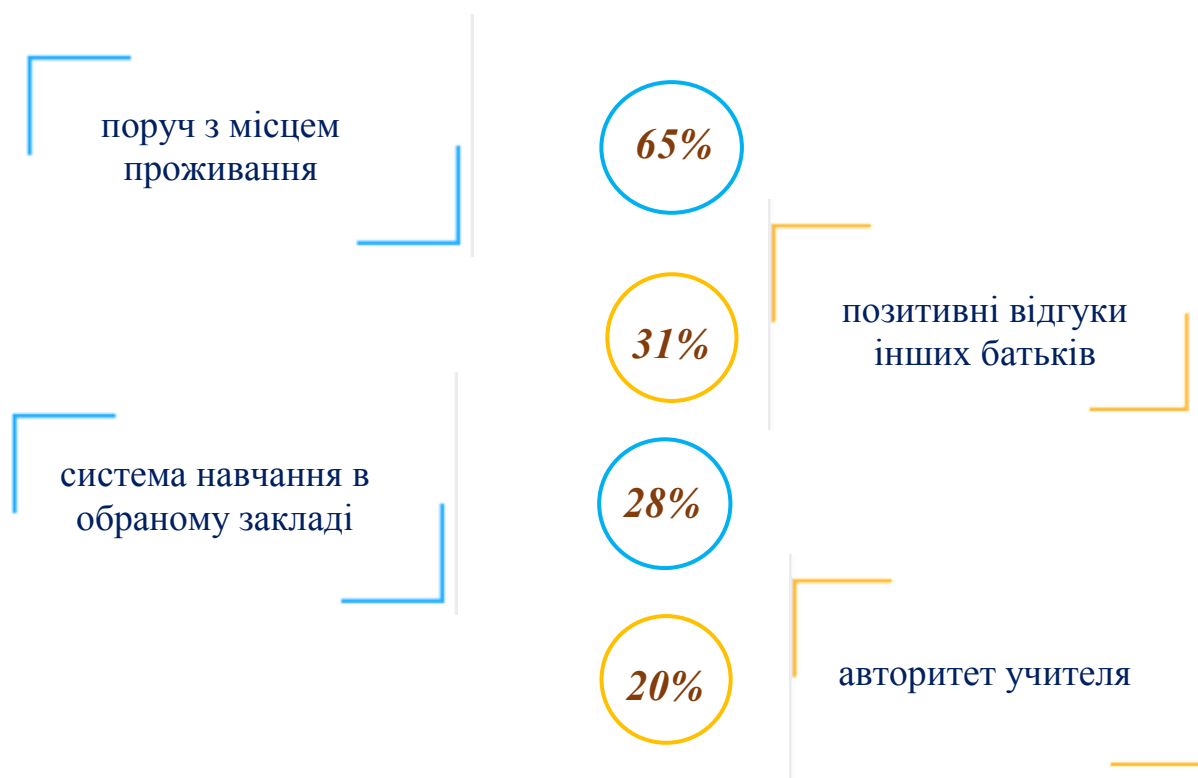 поруч з місцем
проживання
65%
31%
позитивні відгуки
інших батьків
система навчання в
обраному закладі
28%
20%
авторитет учителя